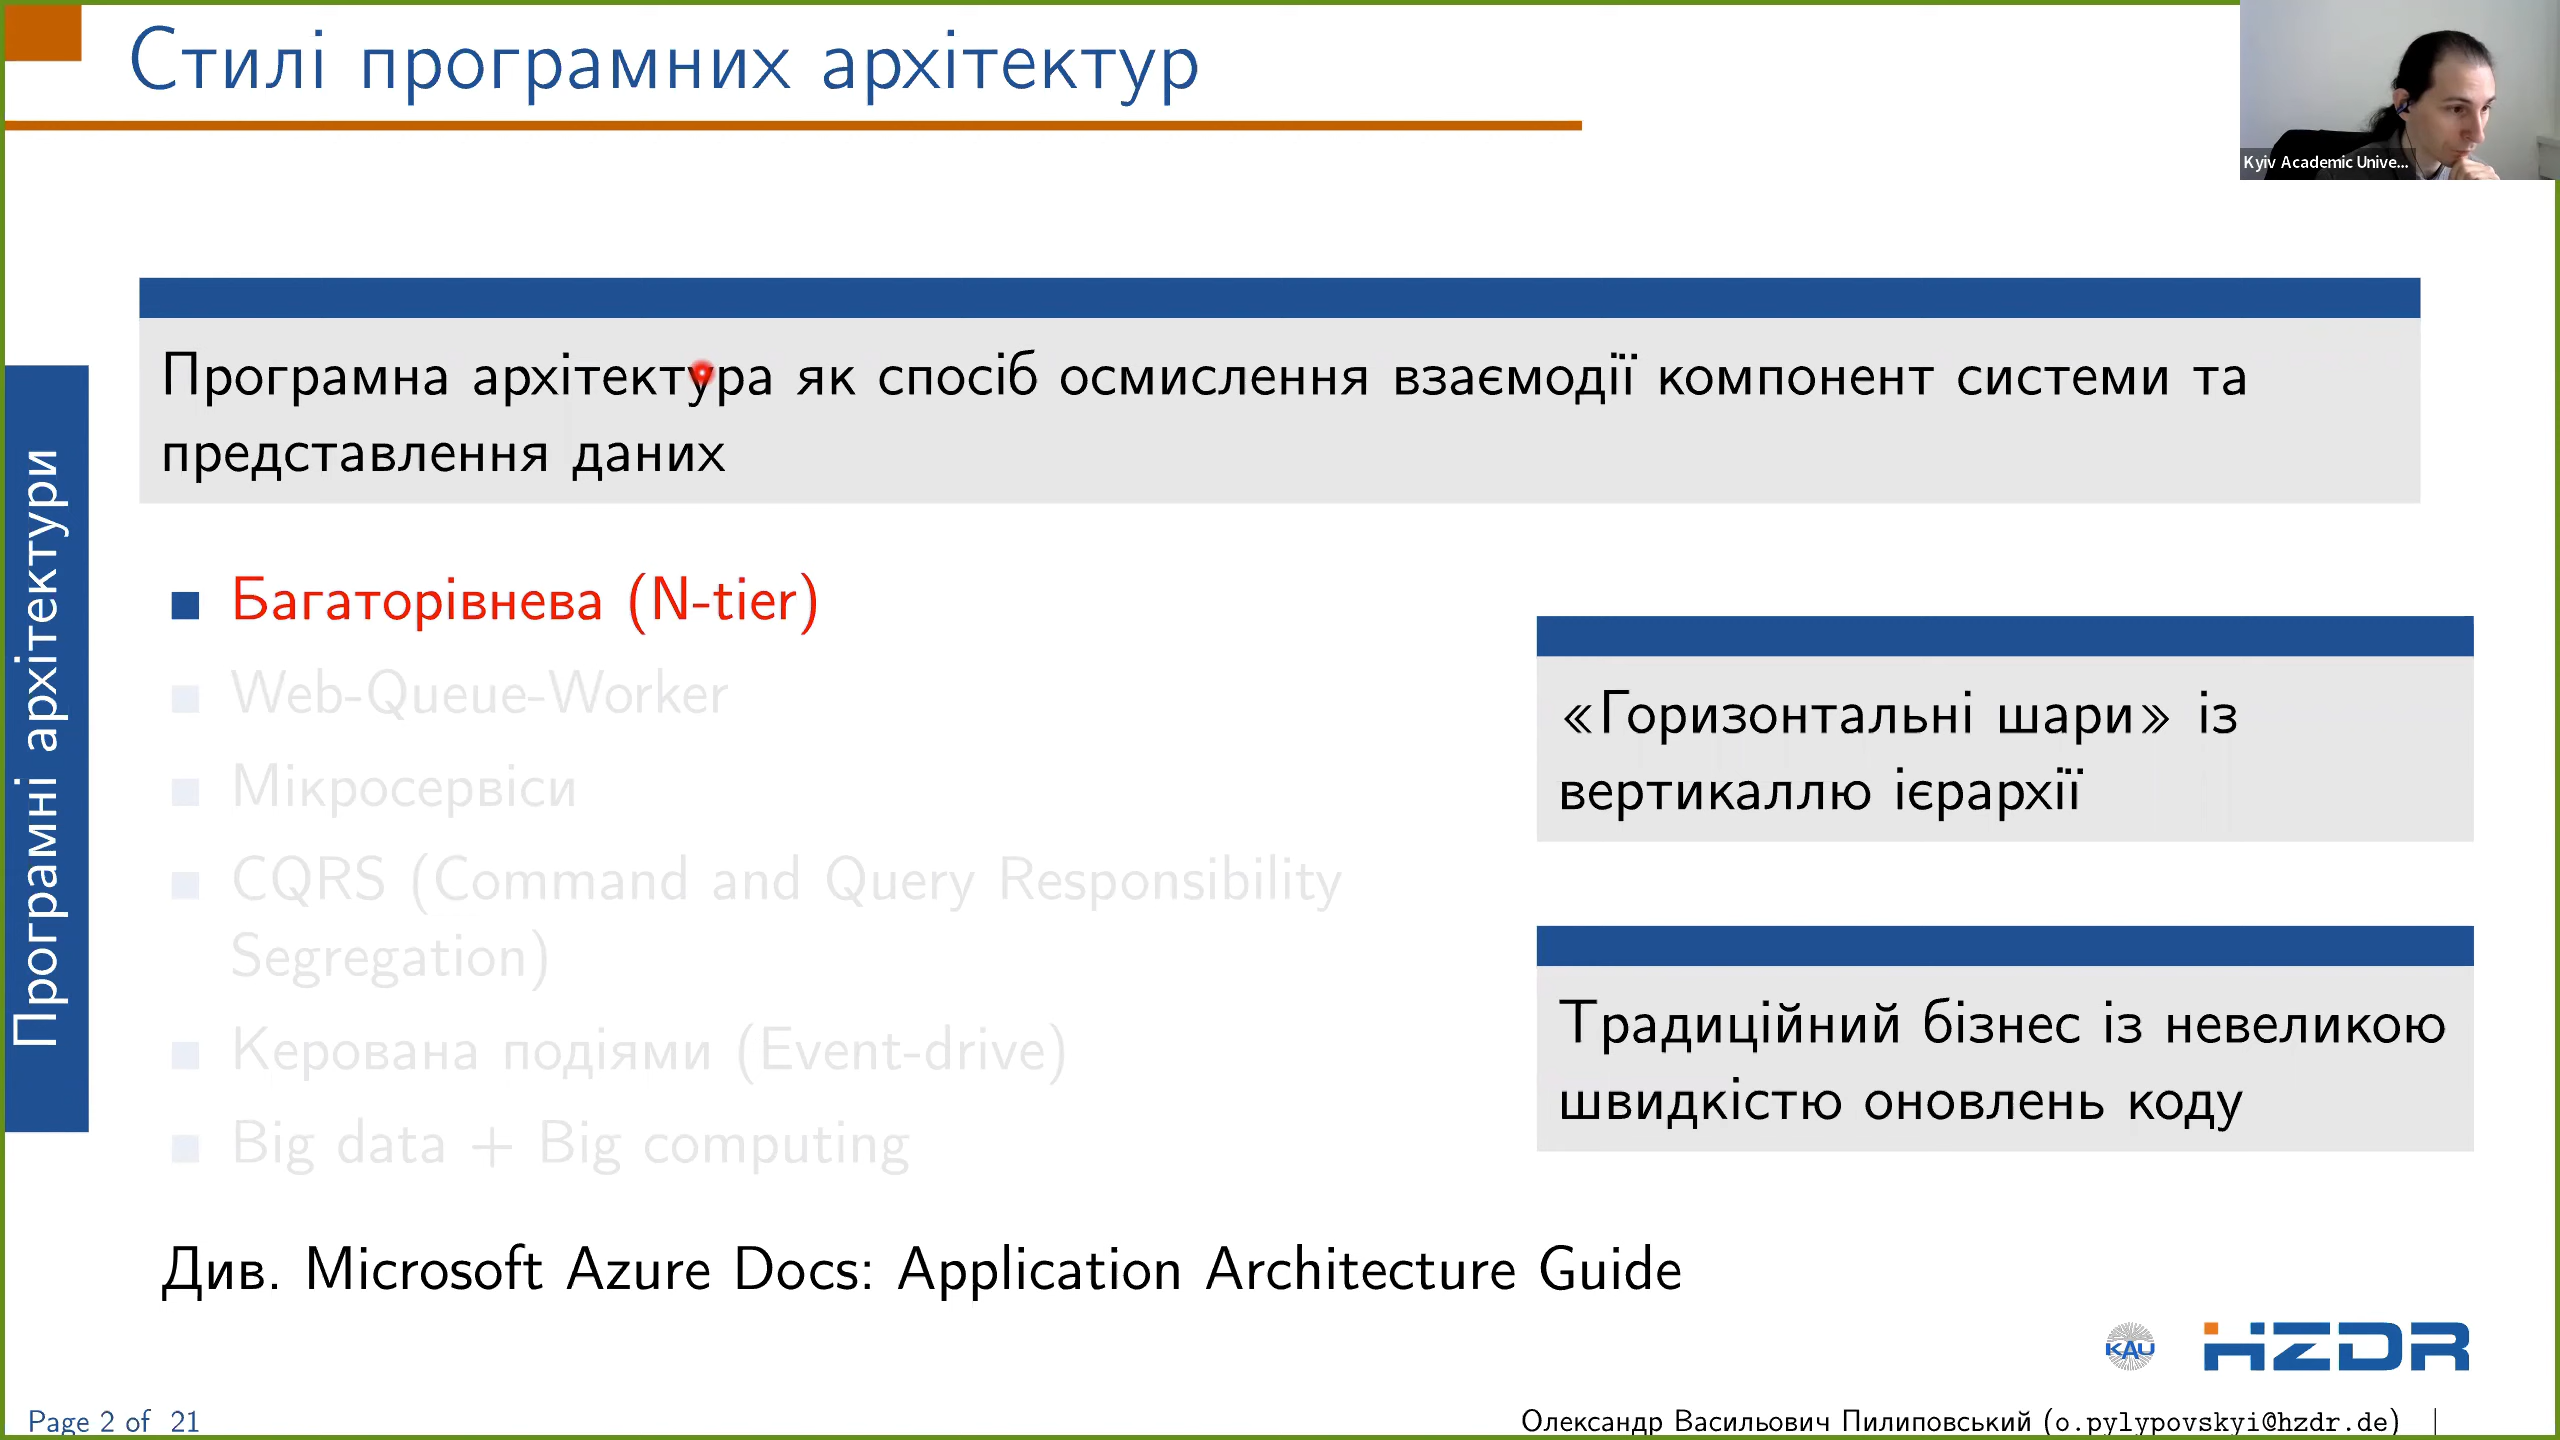 Стилі програмних архітектур
Kyiv Academic Unive...
Програмна архітектура як спосіб осмислення взаємодії компонент системи та
представлення даних
Програмні архітектури
Багаторівнева (N-tier)
Web-Queue-Worker
Мікросервіси
CQRS (Command and Query Responsibility
Segregation)
Керована подіями (Event-drive)
Big data + Big computing
«Горизонтальні шари» із
вертикаллю ієрархії
Традиційний бізнес із невеликою
швидкістю оновлень коду
Див. Microsoft Azure Docs: Application Architecture Guide
KAU
HZDR
Page 2 of 21
Олександр Васильович Пилиповський (o.pylypovskyi@hzdr.de) |